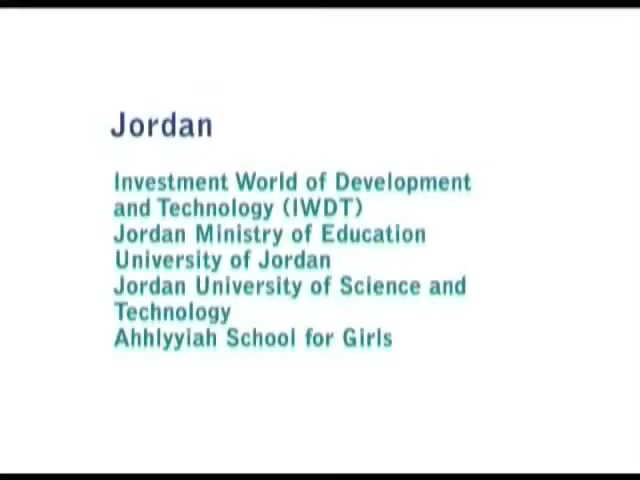 Jordan
Investment World of Development
and Technology (IWDT)
Jordan Ministry of Education
University of Jordan
Jordan University of Science and
Technology
Ahhlyyiah School for Girls